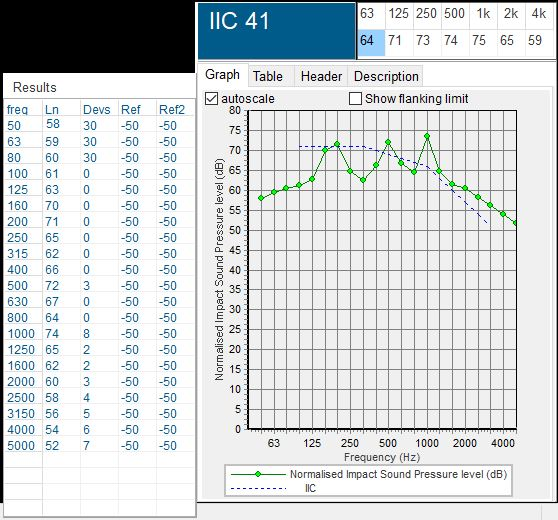 IIC 41
63 125 250 500 1k 2k 4k
64 71 73 74 75 65 59
Results
freq Ln Devs Ref Ref2
50 58 30 -50 -50
63 59 30 -50 -50
80 60 30 -50 -50
100 61 0 -50 -50
125 63 0 -50 -50
160 70 0 -50 -50
200 71 0 -50 -50
250 65 0 -50 -50
315 62 0 -50 -50
400 66 0 -50 -50
500 72 3 -50 -50
630 67 0 -50 -50
800 64 0 -50 -50
1000 74 8 -50 -50
1250 65 2 -50 -50
1600 62 2 -50 -50
2000 60 3 -50 -50
2500 58 4 -50 -50
3150 56 5 -50 -50
4000 54 6 -50 -50
5000 52 7 -50 -50
Graph Table Header Description
autoscale Show flanking limit
Normalised Impact Sound Pressure level (dB)
80
75
70
65
60
55
50
45
40
35
30
25
20
15
10
5
0
63 125 250 500 1000 2000 4000
Frequency (Hz)
Normalised Impact Sound Pressure level (dB)
IIC